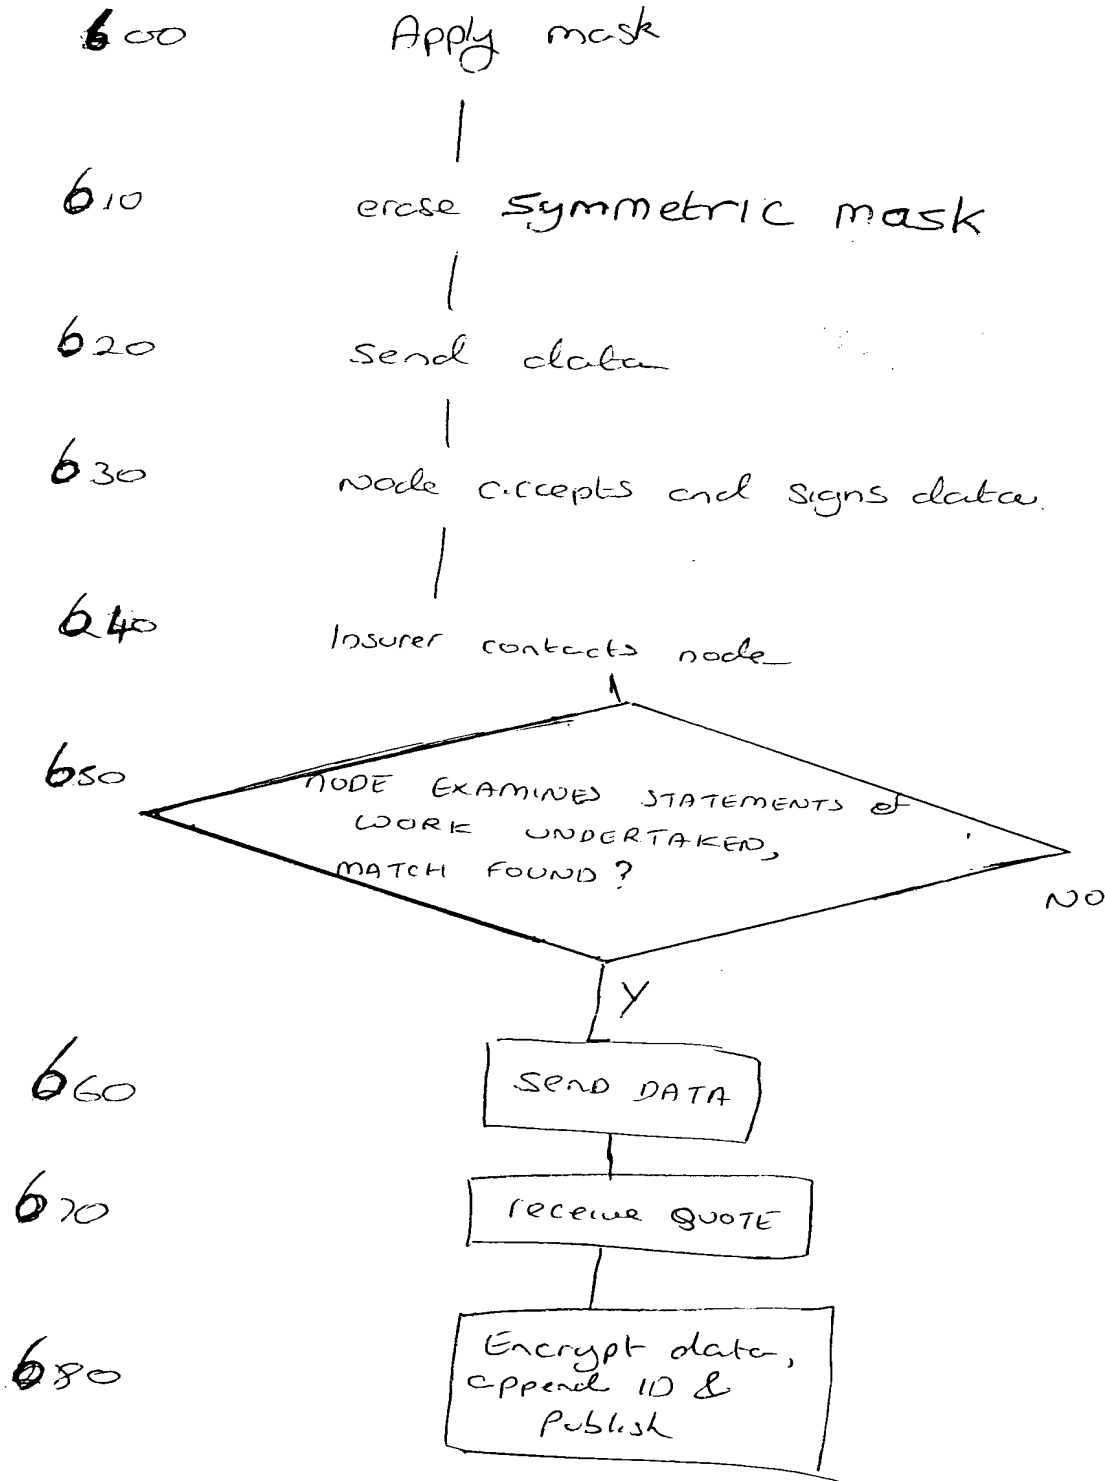 600 Apply mask
610 erase symmetric mask
620 send data
630 Node accepts and signs data.
640 Insurer contacts node
650 NODE EXAMINES STATEMENTS of
WORK UNDERTAKEN,
MATCH FOUND?
NO
Y
660 SEND DATA
670 receive QUOTE
680 Encrypt data,
append ID &
Publish